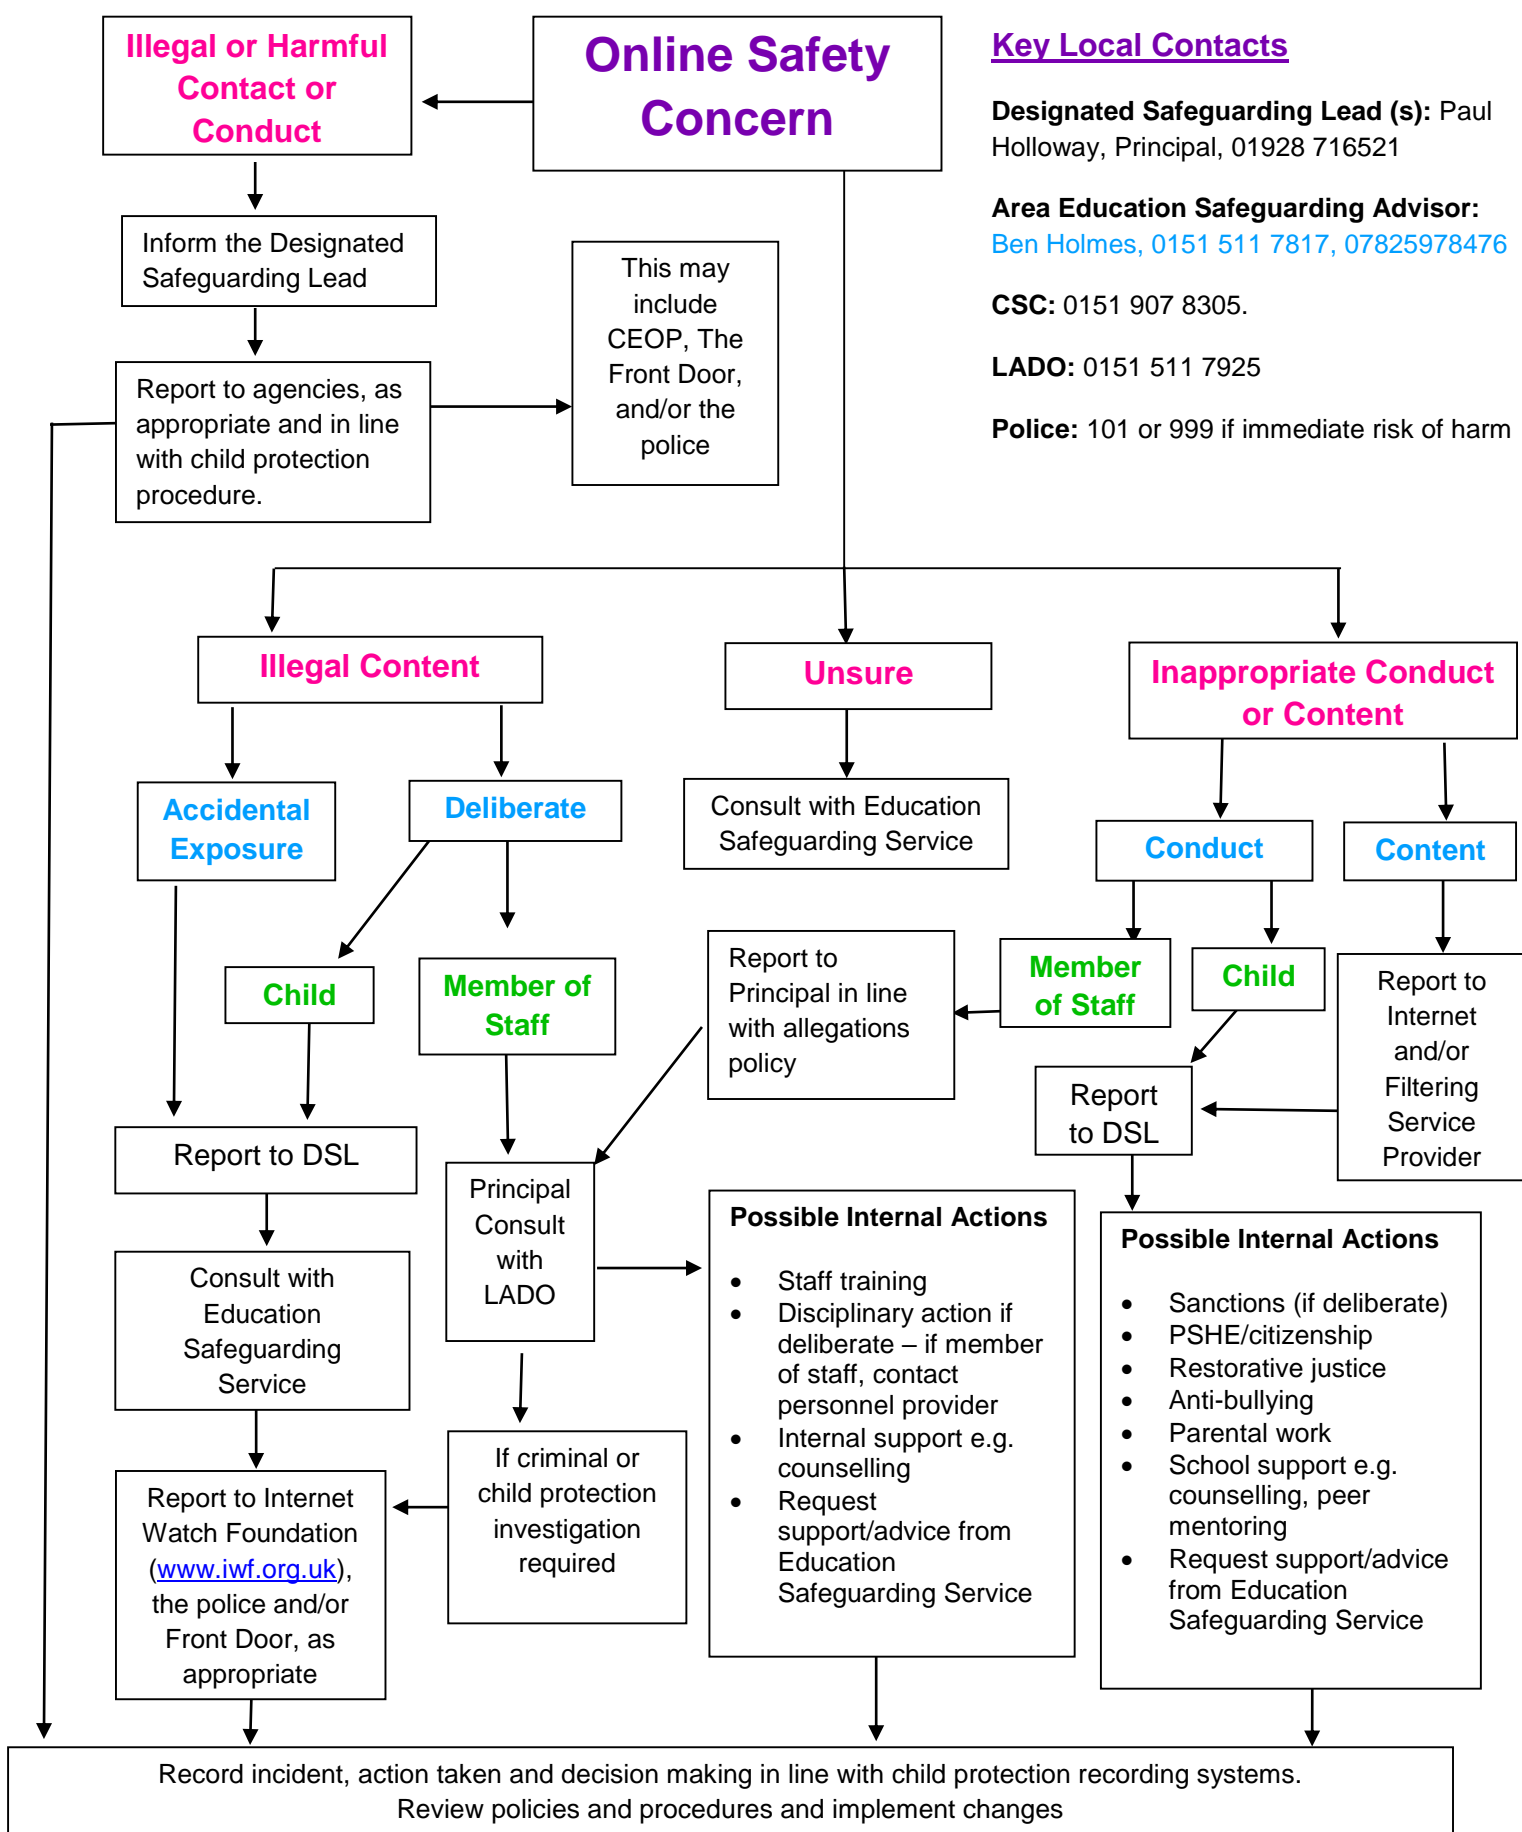 Illegal or Harmful
Contact or
Conduct
Online Safety
Concern
Key Local Contacts
Designated Safeguarding Lead (s): Paul
Holloway, Principal, 01928 716521
Area Education Safeguarding Advisor:
Ben Holmes, 0151 511 7817, 07825978476
CSC: 0151 907 8305.
LADO: 0151 511 7925
Police: 101 or 999 if immediate risk of harm
Inform the Designated
Safeguarding Lead
This may
include
CEOP, The
Front Door,
and/or the
police
Report to agencies, as
appropriate and in line
with child protection
procedure.
Illegal Content
Unsure
Inappropriate Conduct
or Content
Accidental
Exposure
Deliberate
Consult with Education
Safeguarding Service
Conduct
Content
Child
Member of
Staff
Report to
Principal in line
with allegations
policy
Member
of Staff
Child
Report to
Internet
and/or
Filtering
Service
Provider
Report to DSL
Principal
Consult
with
LADO
Report
to DSL
Consult with
Education
Safeguarding
Service
Possible Internal Actions
• Staff training
• Disciplinary action if
deliberate – if member
of staff, contact
personnel provider
• Internal support e.g.
counselling
• Request
support/advice from
Education
Safeguarding Service
Possible Internal Actions
• Sanctions (if deliberate)
• PSHE/citizenship
• Restorative justice
• Anti-bullying
• Parental work
• School support e.g.
counselling, peer
mentoring
• Request support/advice
from Education
Safeguarding Service
If criminal or
child protection
investigation
required
Report to Internet
Watch Foundation
(www.iwf.org.uk),
the police and/or
Front Door, as
appropriate
Record incident, action taken and decision making in line with child protection recording systems.
Review policies and procedures and implement changes